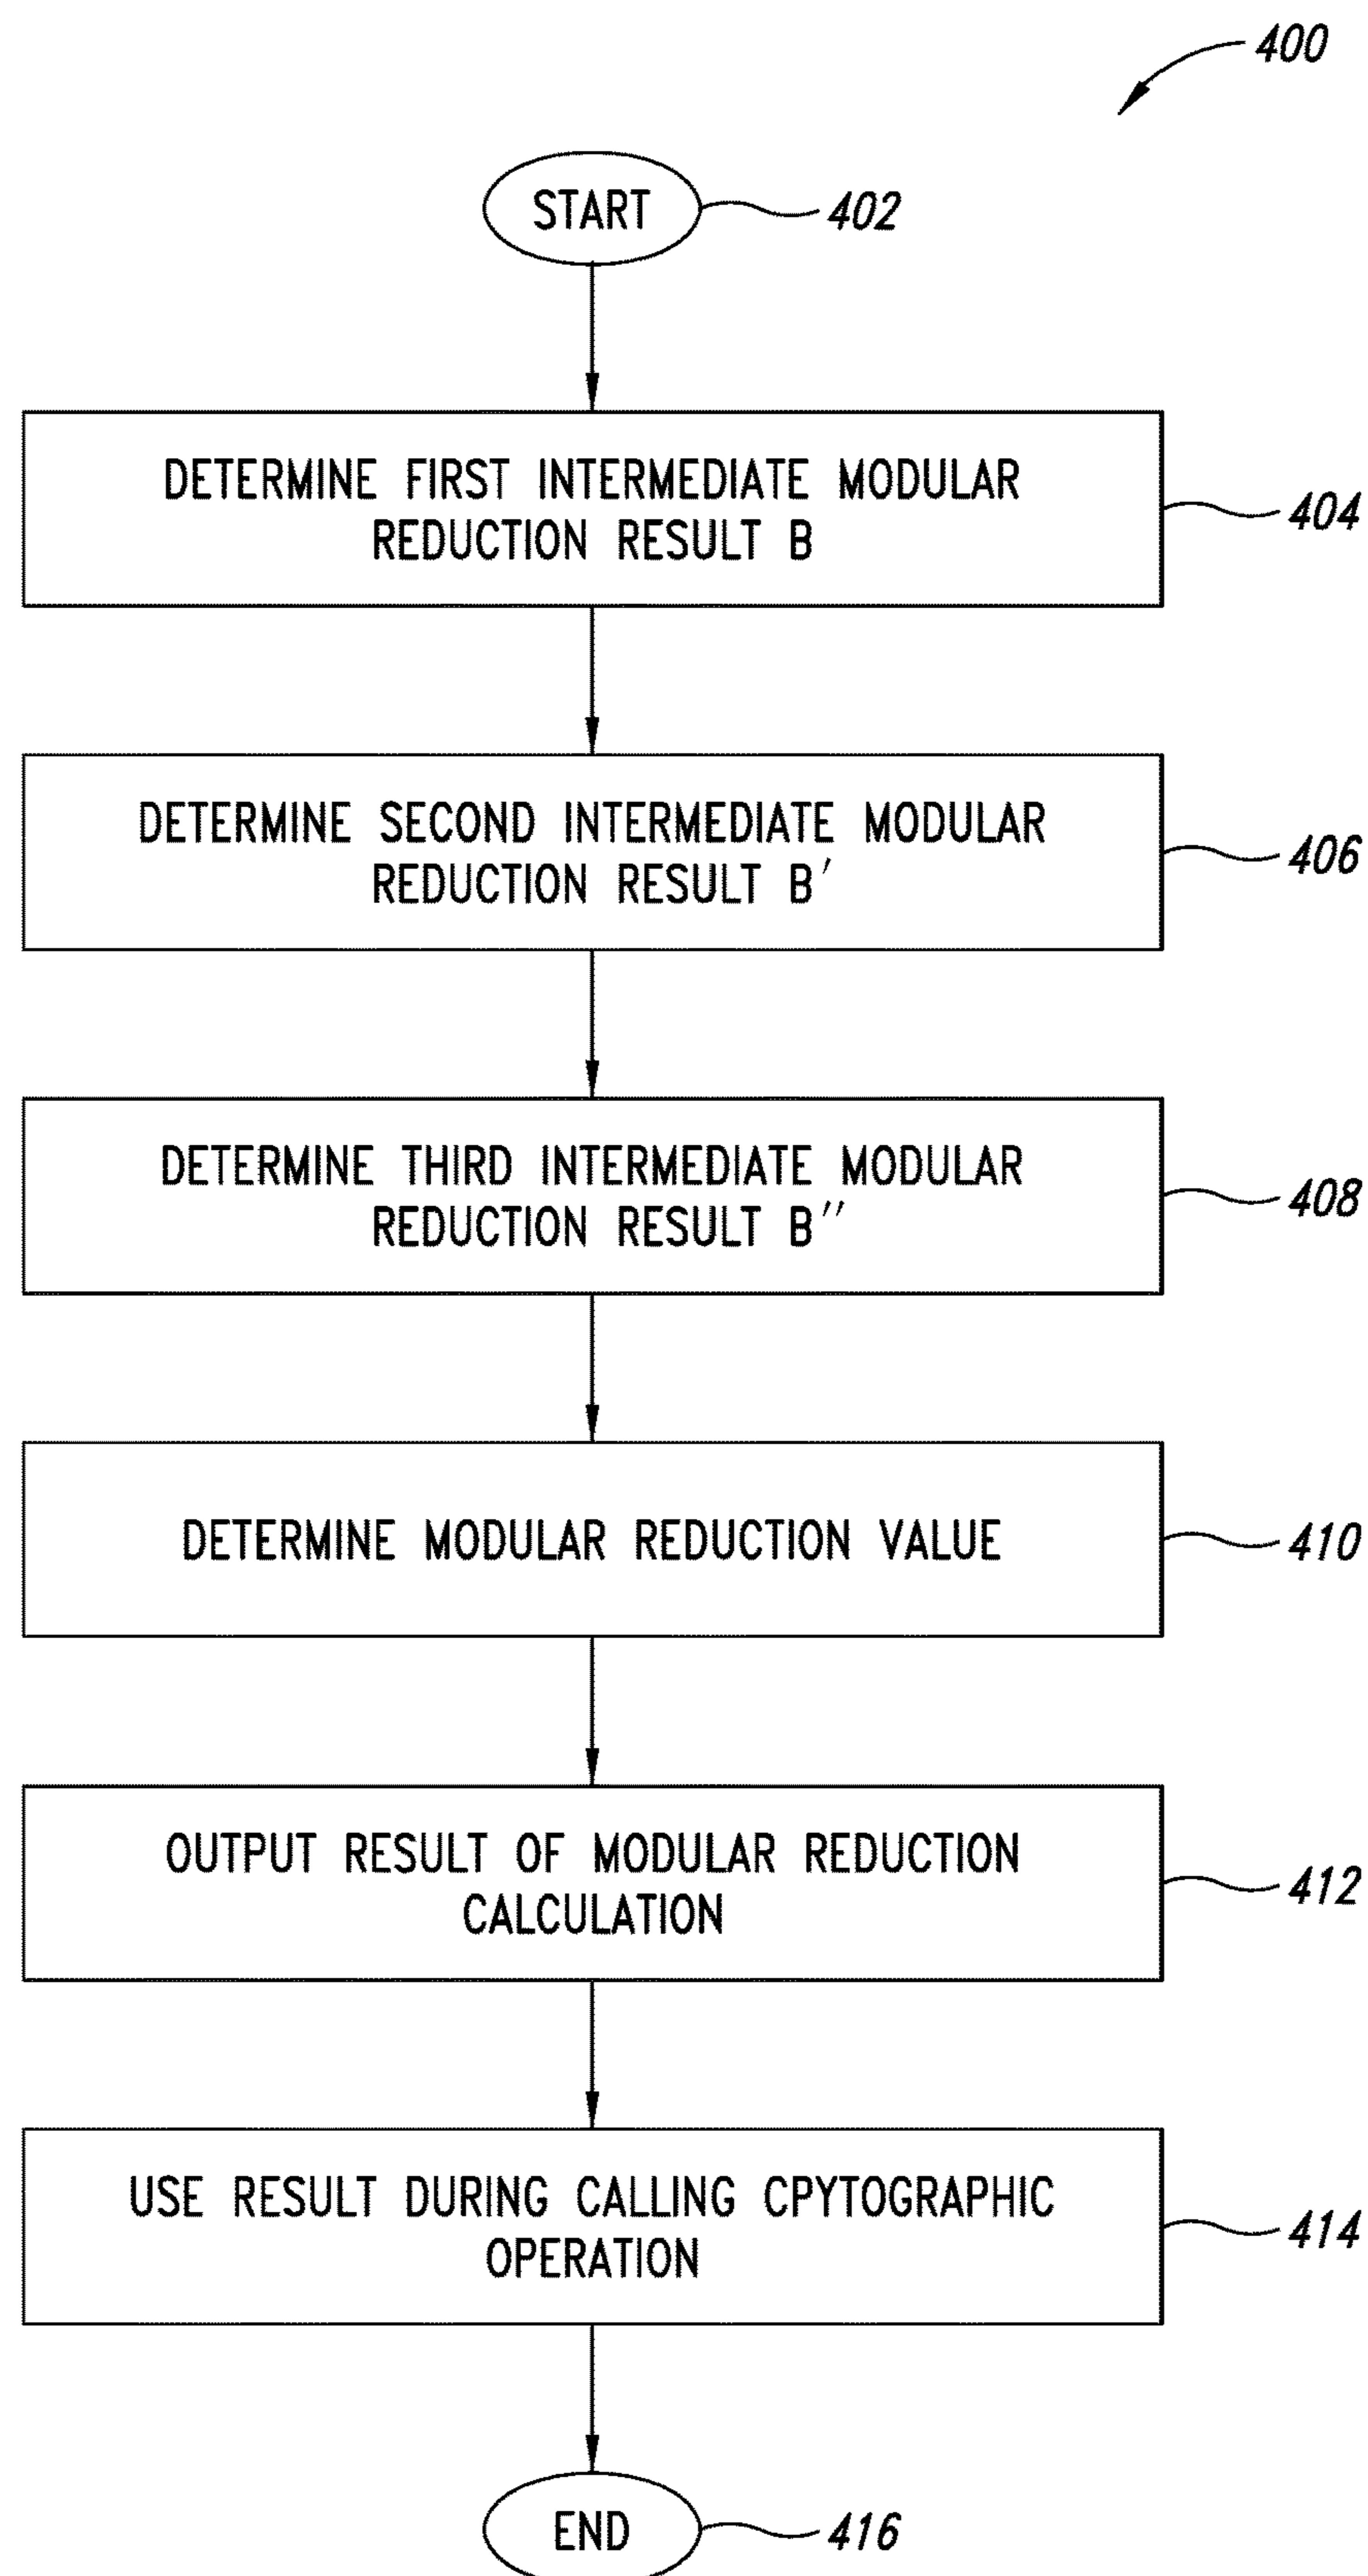 400
START
402
DETERMINE FIRST INTERMEDIATE MODULAR
REDUCTION RESULT B
404
DETERMINE SECOND INTERMEDIATE MODULAR
REDUCTION RESULT B'
406
DETERMINE THIRD INTERMEDIATE MODULAR
REDUCTION RESULT B''
408
DETERMINE MODULAR REDUCTION VALUE
410
OUTPUT RESULT OF MODULAR REDUCTION
CALCULATION
412
USE RESULT DURING CALLING CPYTOGRAPHIC
OPERATION
414
END
416